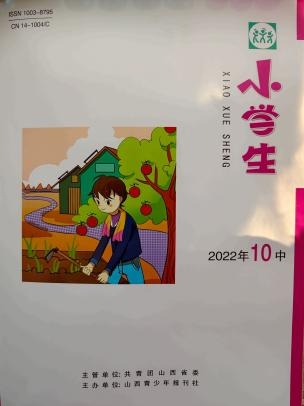 ISSN 1003-8795
CN 14-1004/C
小学生
XIAO XUE SHENG
2022年10中
主管单位：共青团山西省委
主办单位：山西青少年报刊社